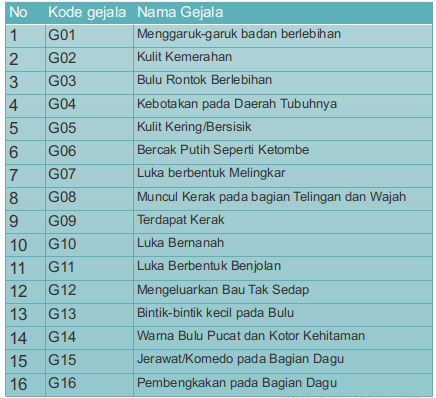 No Kode gejala Nama Gejala
1 G01 Menggaruk-garuk badan berlebihan
2 G02 Kulit Kemerahan
3 G03 Bulu Rontok Berlebihan
4 G04 Kebotakan pada Daerah Tubuhnya
5 G05 Kulit Kering/Bersisik
6 G06 Bercak Putih Seperti Ketombe
7 G07 Luka berbentuk Melingkar
8 G08 Muncul Kerak pada bagian Telingan dan Wajah
9 G09 Terdapat Kerak
10 G10 Luka Bernanah
11 G11 Luka Berbentuk Benjolan
12 G12 Mengeluarkan Bau Tak Sedap
13 G13 Bintik-bintik kecil pada Bulu
14 G14 Warna Bulu Pucat dan Kotor Kehitaman
15 G15 Jerawat/Komedo pada Bagian Dagu
16 G16 Pembengkakan pada Bagian Dagu